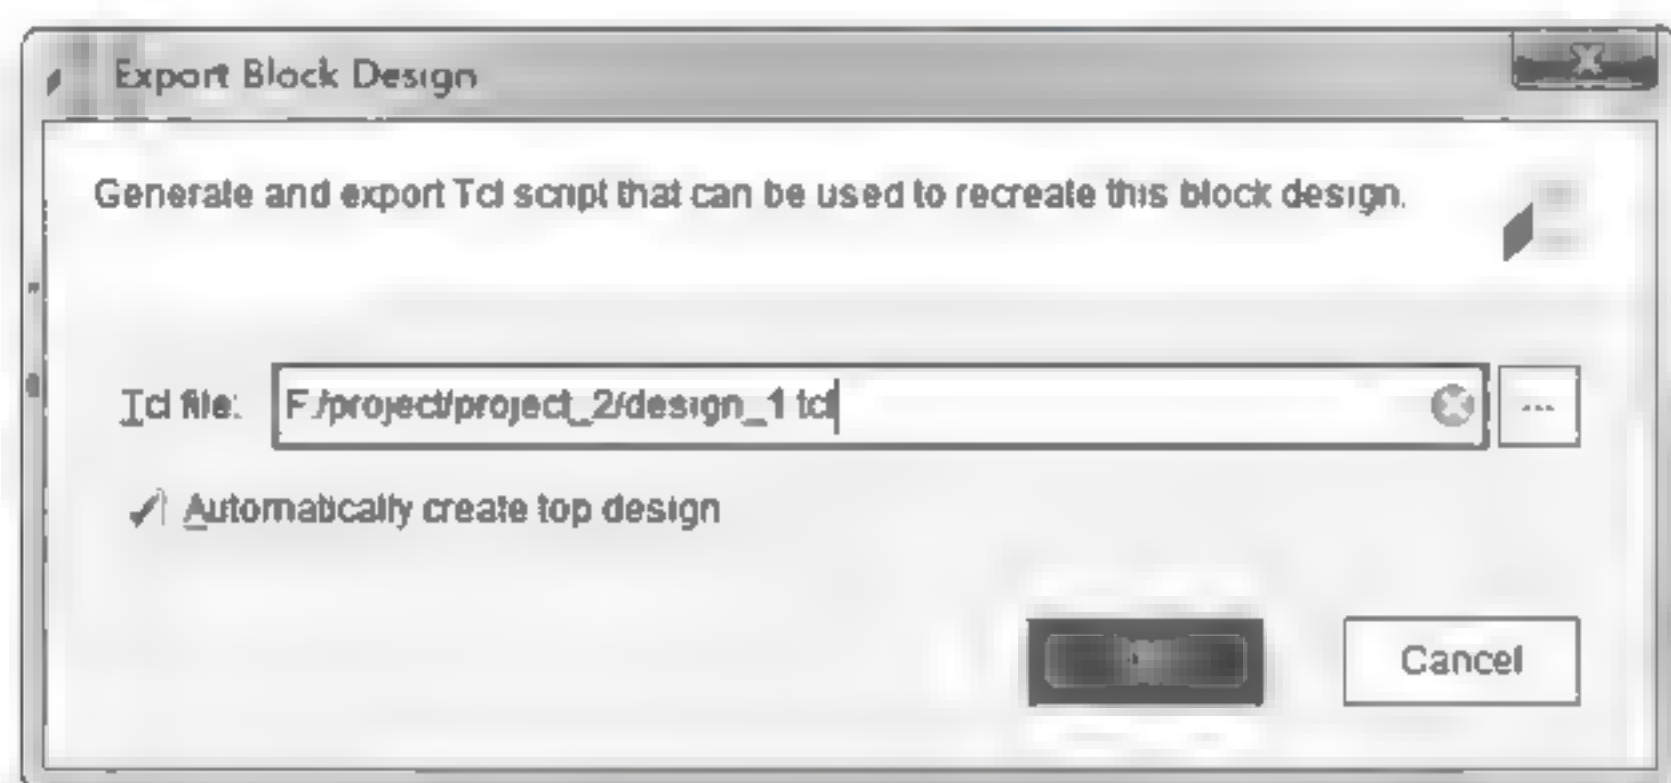 Export Block Design
Generate and export Tcl script that can be used to recreate this block design.
Tcl file: F:/project/project_2/design_1.tcl ...
Automatically create top design
Cancel